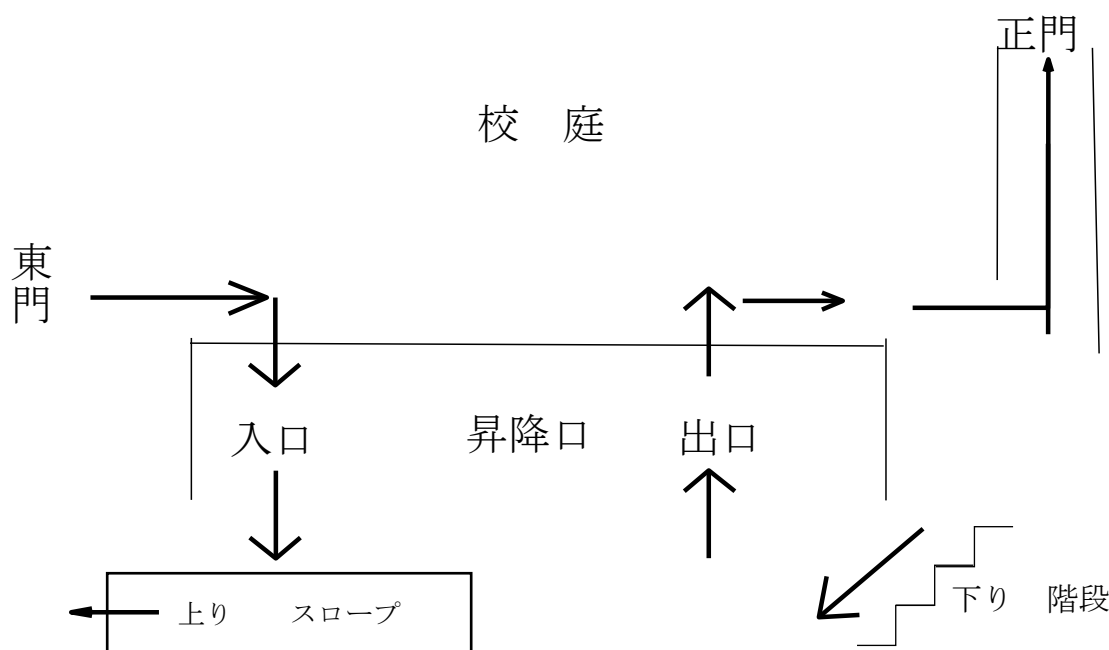 正門
校　庭
東門
入口
昇降口
出口
上り　　スロープ
下り　階段